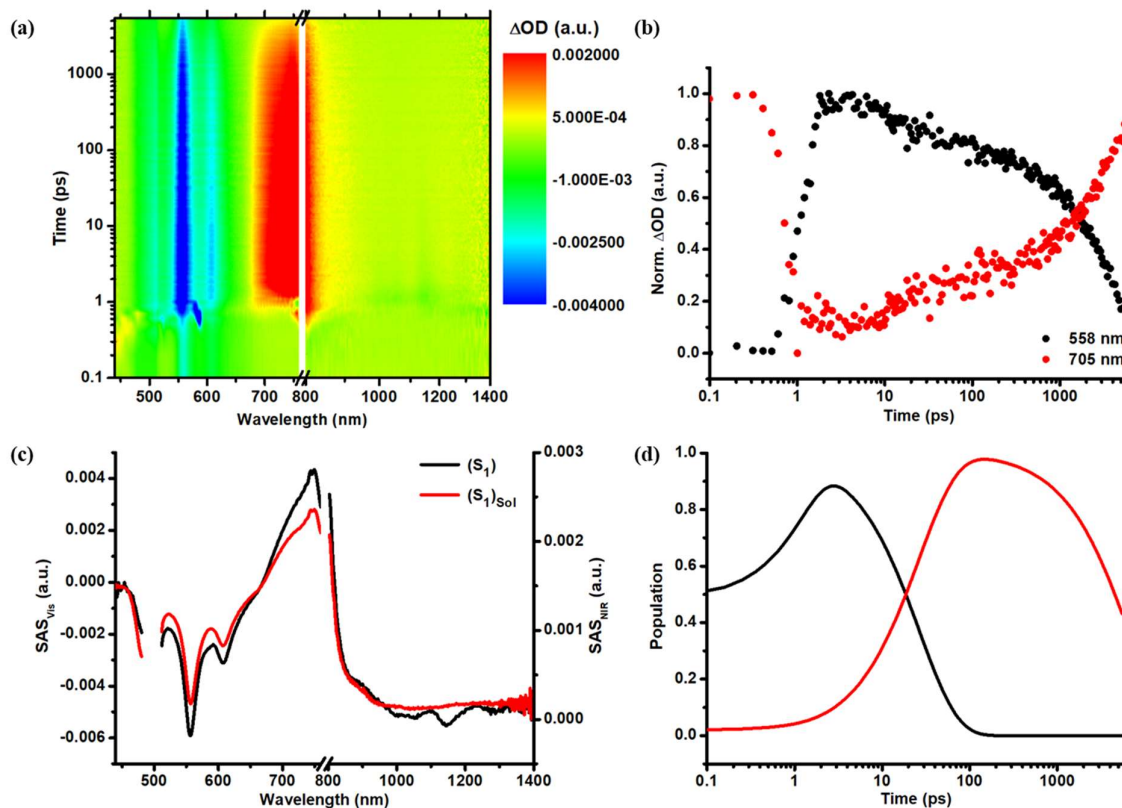 (a)
ΔOD (a.u.)
0.002000
5.000E-04
-1.000E-03
-0.002500
-0.004000
1000
100
10
1
0.1
Time (ps)
500 600 700 800 1000 1200 1400
Wavelength (nm)
(b)
1.0
0.8
0.6
0.4
0.2
0.0
Norm. ΔOD (a.u.)
558 nm
705 nm
0.1 1 10 100 1000
Time (ps)
(c)
(S1)
(S1)Sol
0.004
0.002
0.000
-0.002
-0.004
-0.006
SASVis (a.u.)
0.003
0.002
0.001
0.000
SASNIR (a.u.)
500 600 700 800 1000 1200 1400
Wavelength (nm)
(d)
1.0
0.8
0.6
0.4
0.2
0.0
Population
0.1 1 10 100 1000
Time (ps)